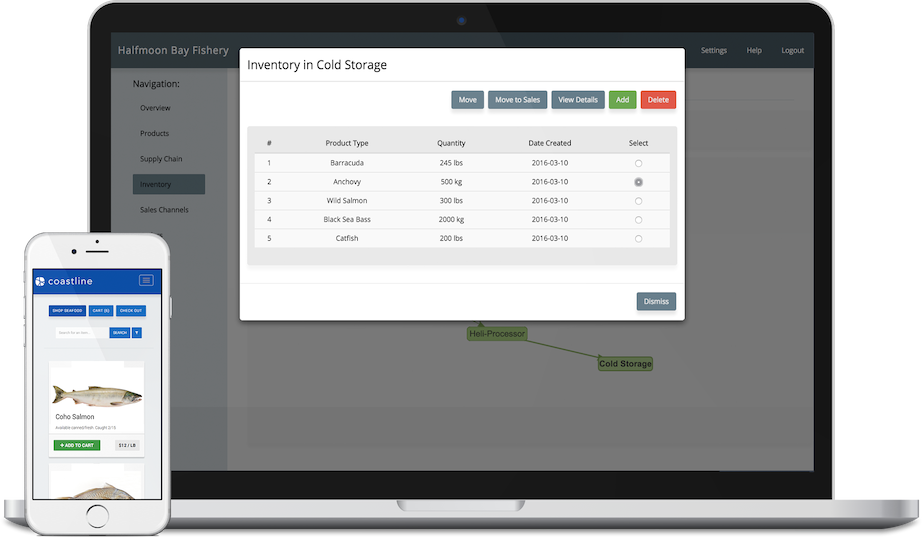 Halfmoon Bay Fishery
Settings Help Logout
Navigation:
Overview
Products
Supply Chain
Inventory
Sales Channels
Inventory in Cold Storage
Move Move to Sales View Details Add Delete
# Product Type Quantity Date Created Select
1 Barracuda 245 lbs 2016-03-10
2 Anchovy 500 kg 2016-03-10
3 Wild Salmon 300 lbs 2016-03-10
4 Black Sea Bass 2000 kg 2016-03-10
5 Catfish 200 lbs 2016-03-10
Dismiss
Heli-Processor
Cold Storage
coastline
SHOP SEAFOOD CART (6) CHECK OUT
Search for an item... SEARCH
Coho Salmon
Available canned/fresh. Caught 2/15
+ ADD TO CART $12 / LB